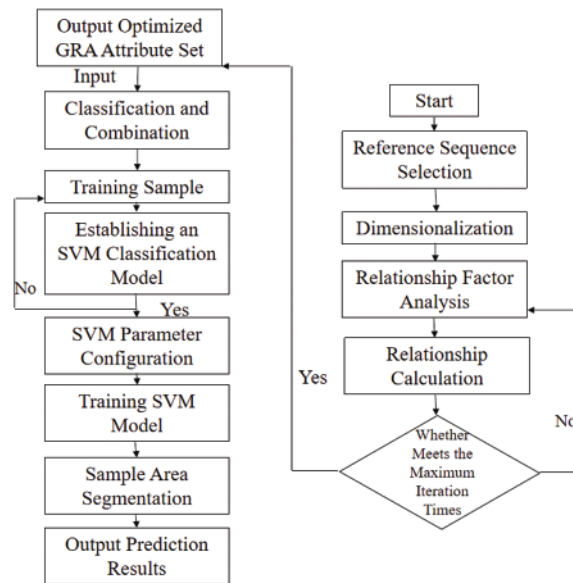 Output Optimized
GRA Attribute Set
Input
Classification and
Combination
Training Sample
Establishing an
SVM Classification
Model
No
Yes
SVM Parameter
Configuration
Training SVM
Model
Sample Area
Segmentation
Output Prediction
Results
Start
Reference Sequence
Selection
Dimensionalization
Relationship Factor
Analysis
Relationship
Calculation
Yes
No
Whether
Meets the
Maximum
Iteration
Times